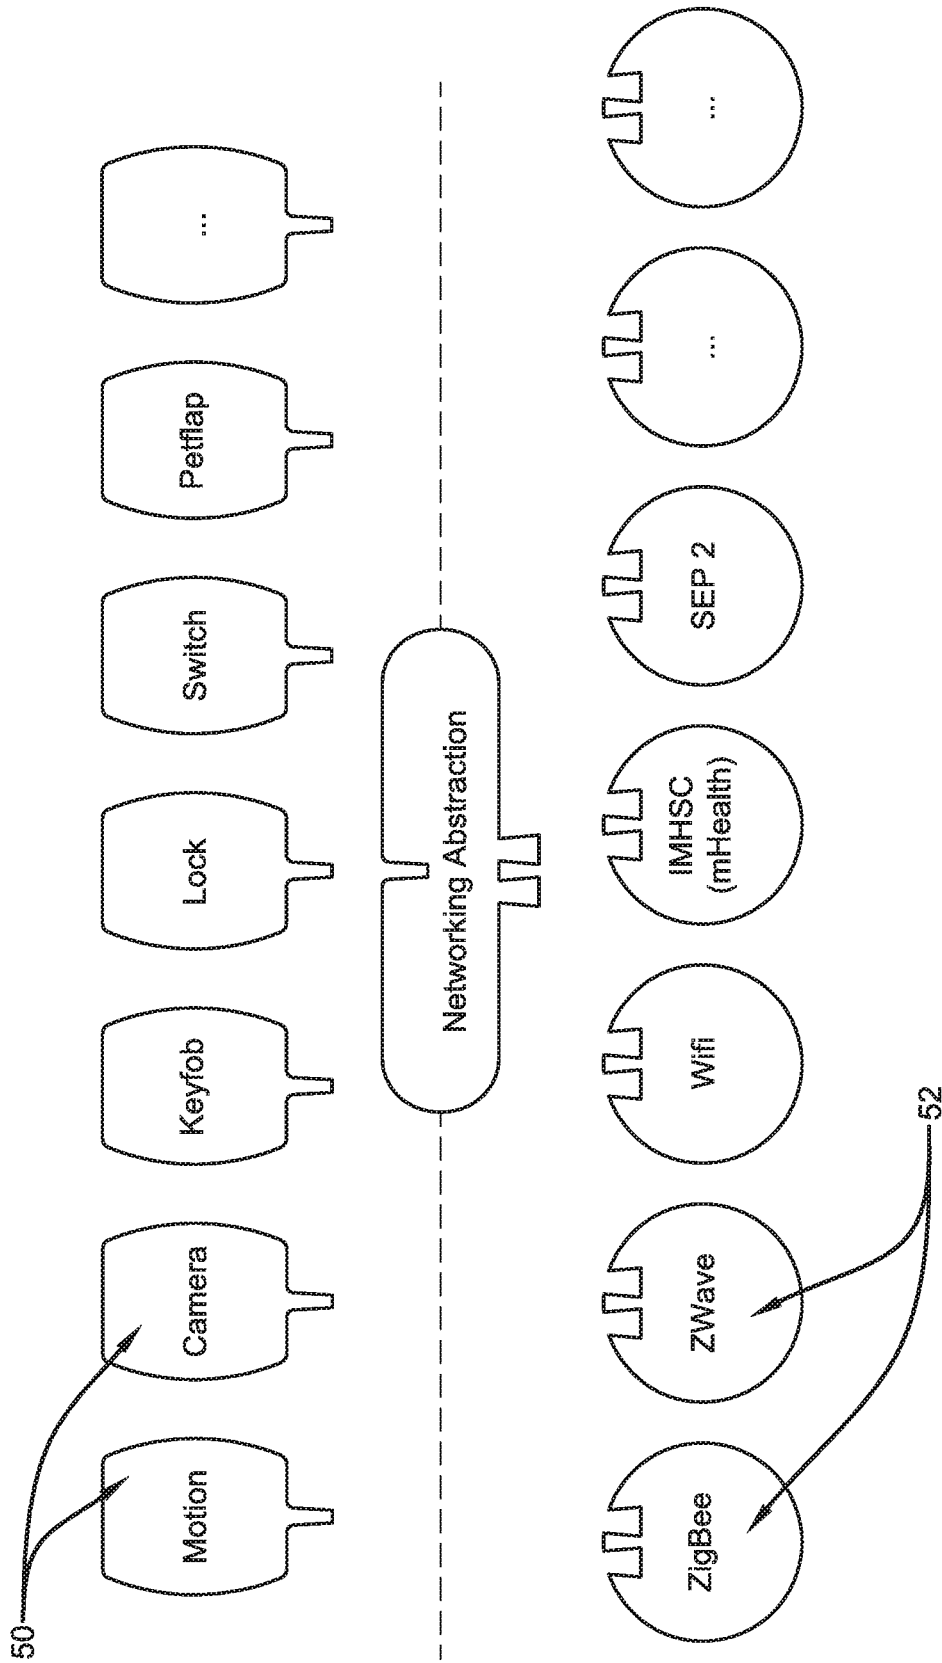 50
Motion
Camera
Keyfob
Lock
Switch
Petflap
...
Networking Abstraction
ZigBee
ZWave
Wifi
IMHSC
(mHealth)
SEP 2
...
...
52